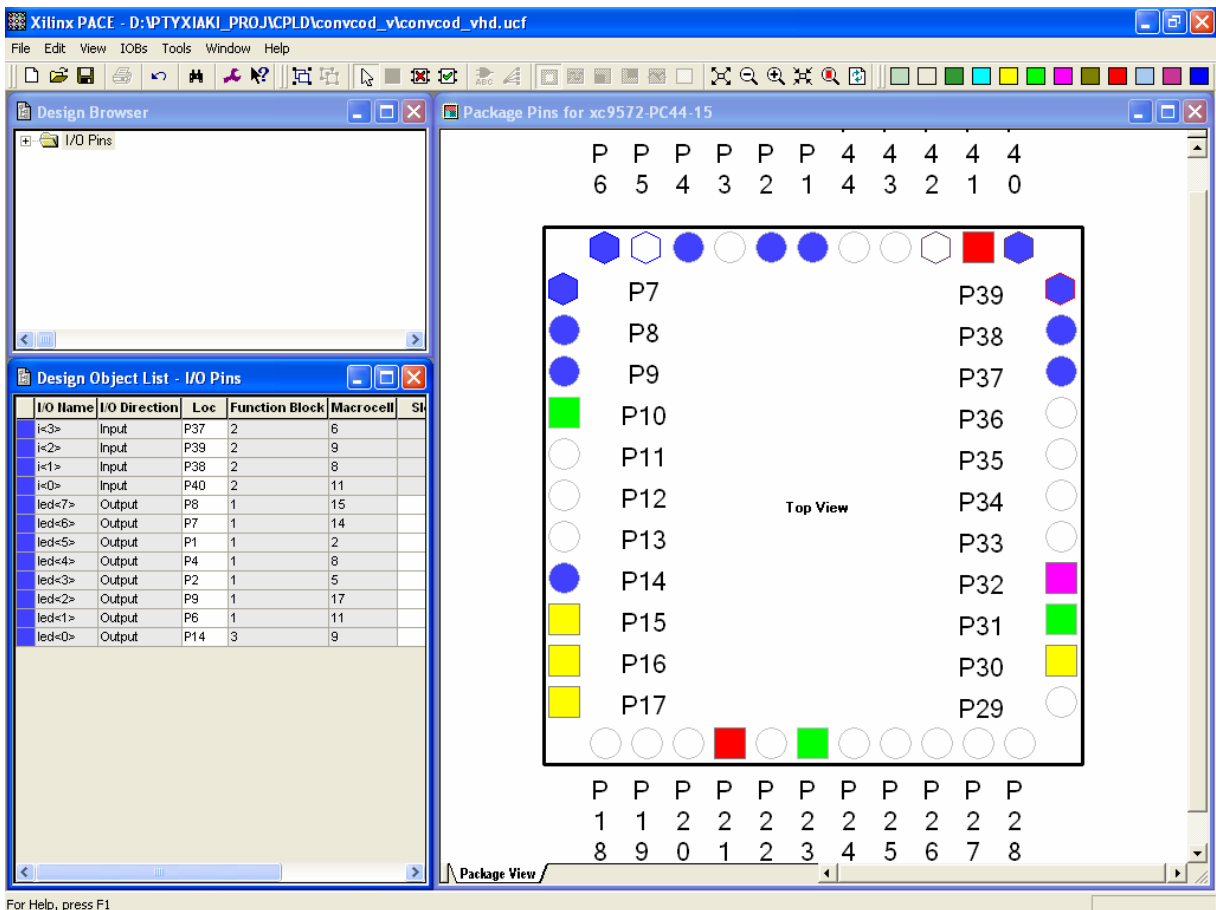 Xilinx PACE - D:\PTYXIAKI_PROJ\CPLD\convcod_v\convcod_vhd.ucf
File Edit View IOBs Tools Window Help
ABC
Design Browser
I/O Pins
Design Object List - I/O Pins
I/O Name I/O Direction Loc Function Block Macrocell Sl
i<3> Input P37 2 6
i<2> Input P39 2 9
i<1> Input P38 2 8
i<0> Input P40 2 11
led<7> Output P8 1 15
led<6> Output P7 1 14
led<5> Output P1 1 2
led<4> Output P4 1 8
led<3> Output P2 1 5
led<2> Output P9 1 17
led<1> Output P6 1 11
led<0> Output P14 3 9
Package Pins for xc9572-PC44-15
P P P P P P 4 4 4 4 4
6 5 4 3 2 1 4 3 2 1 0
P7 P39
P8 P38
P9 P37
P10 P36
P11 P35
P12 Top View P34
P13 P33
P14 P32
P15 P31
P16 P30
P17 P29
P P P P P P P P P P P
1 1 2 2 2 2 2 2 2 2 2
8 9 0 1 2 3 4 5 6 7 8
Package View
For Help, press F1